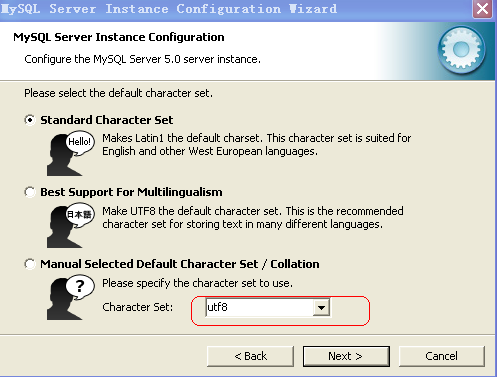 MySQL Server Instance Configuration Wizard
MySQL Server Instance Configuration
Configure the MySQL Server 5.0 server instance.
Please select the default character set.
Standard Character Set
Hello!
Makes Latin1 the default charset. This character set is suited for
English and other West European languages.
Best Support For Multilingualism
日本語
Make UTF8 the default character set. This is the recommended
character set for storing text in many different languages.
Manual Selected Default Character Set / Collation
?
Please specify the character set to use.
Character Set:
utf8
< Back
Next >
Cancel